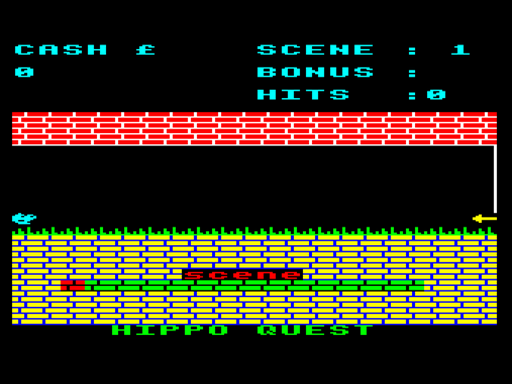 CASH £ SCENE : 1
0 BONUS :
HITS :0
scene
HIPPO QUEST